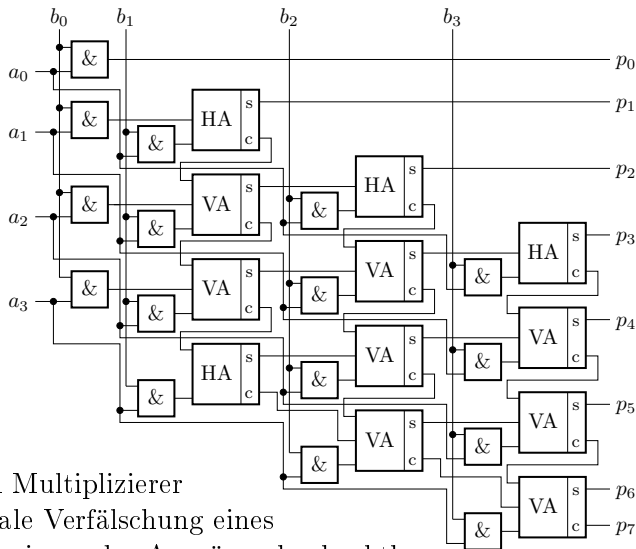 b₀ b₁ b₂ b₃
& p₀
a₀
s p₁
& HA
a₁ & c
s p₂
HA
a₂ & VA s c
& c & s p₃
HA
VA s & c
a₃ & VA s
& c & c &
s p₄
VA
HA s VA s
& c & c & c
s p₅
VA s VA
& c & c
Multiplizierer s p₆
VA
ale Verfälschung eines & c p₇